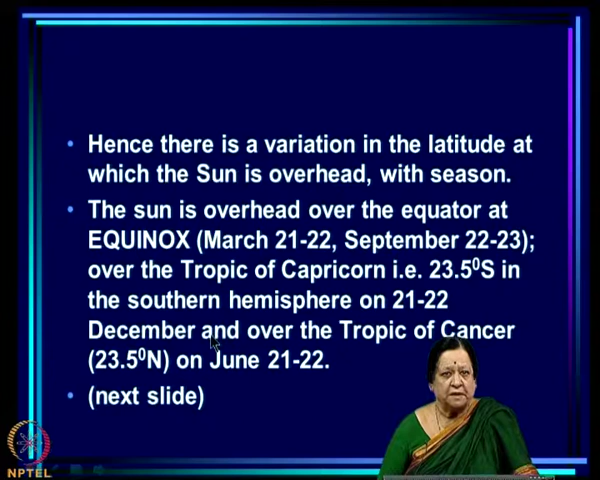 • Hence there is a variation in the latitude at
which the Sun is overhead, with season.
• The sun is overhead over the equator at
EQUINOX (March 21-22, September 22-23);
over the Tropic of Capricorn i.e. 23.5⁰S in
the southern hemisphere on 21-22
December and over the Tropic of Cancer
(23.5⁰N) on June 21-22.
• (next slide)
NPTEL